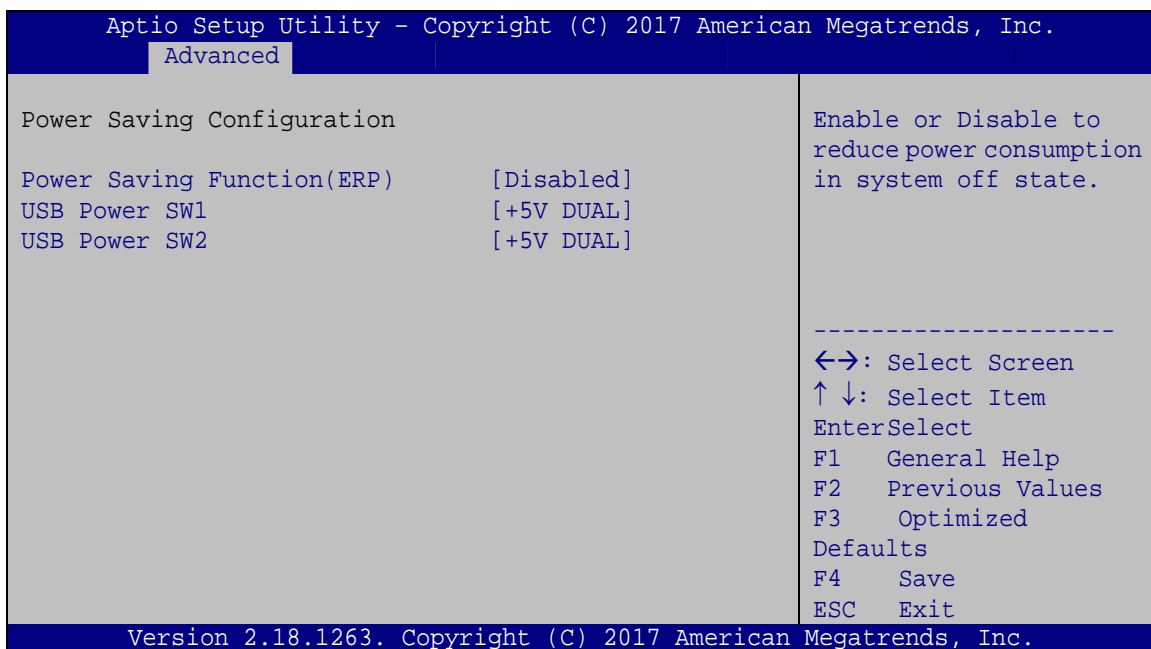 Aptio Setup Utility – Copyright (C) 2017 American Megatrends, Inc.
Advanced
Power Saving Configuration
Power Saving Function(ERP) [Disabled]
USB Power SW1 [+5V DUAL]
USB Power SW2 [+5V DUAL]
Enable or Disable to
reduce power consumption
in system off state.
---------------------
←→: Select Screen
↑ ↓: Select Item
EnterSelect
F1 General Help
F2 Previous Values
F3 Optimized
Defaults
F4 Save
ESC Exit
Version 2.18.1263. Copyright (C) 2017 American Megatrends, Inc.